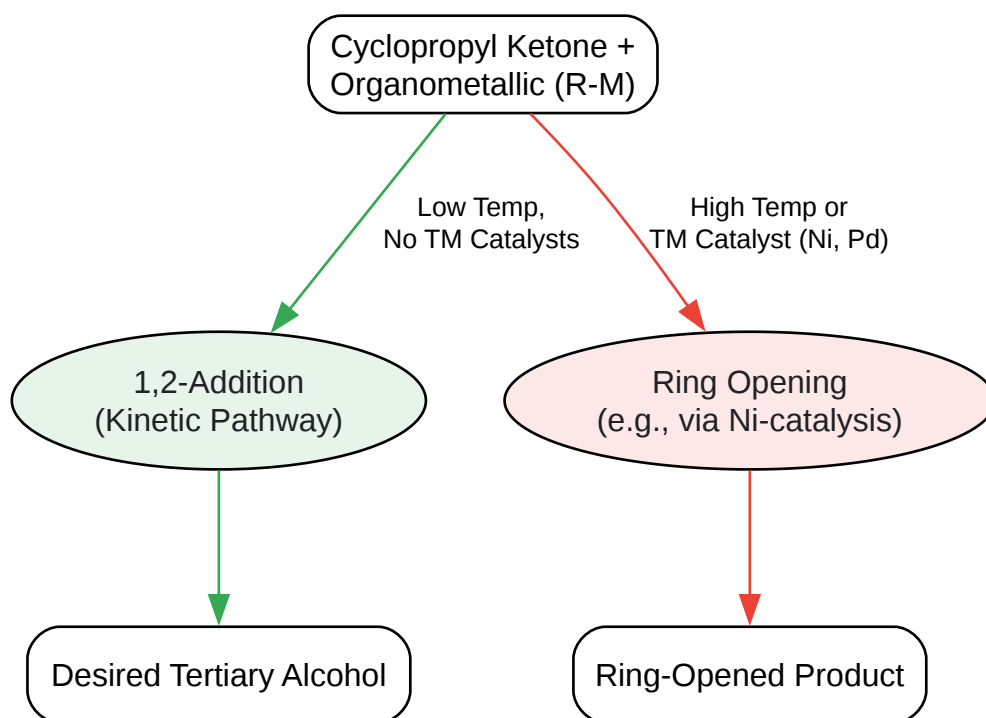 Cyclopropyl Ketone +
Organometallic (R-M)
Low Temp,
No TM Catalysts
High Temp or
TM Catalyst (Ni, Pd)
1,2-Addition
(Kinetic Pathway)
Ring Opening
(e.g., via Ni-catalysis)
Desired Tertiary Alcohol
Ring-Opened Product